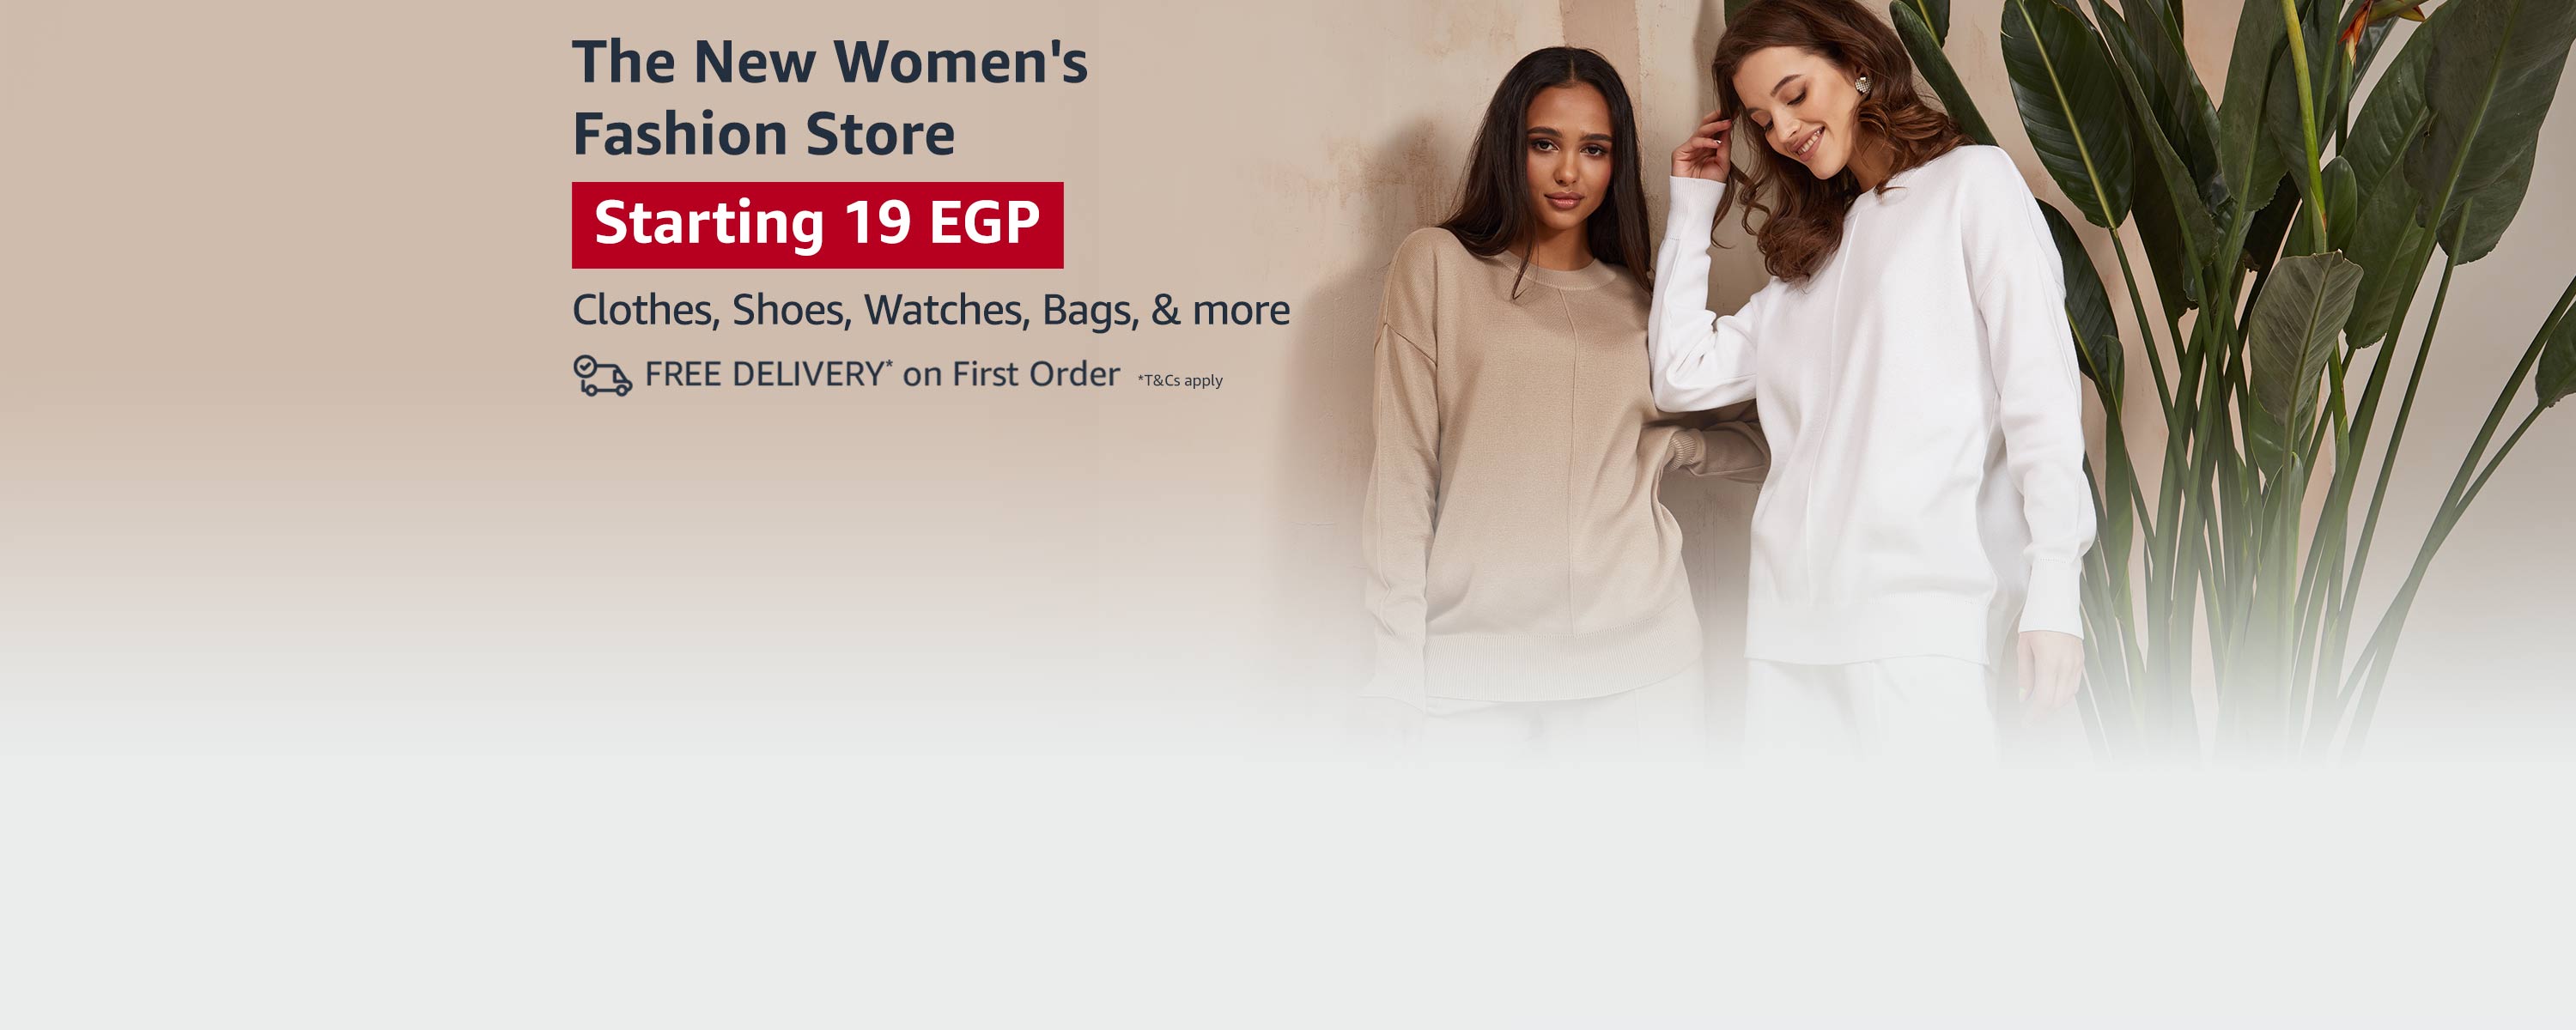 The New Women's
Fashion Store
Starting 19 EGP
Clothes, Shoes, Watches, Bags, & more
FREE DELIVERY* on First Order *T&Cs apply